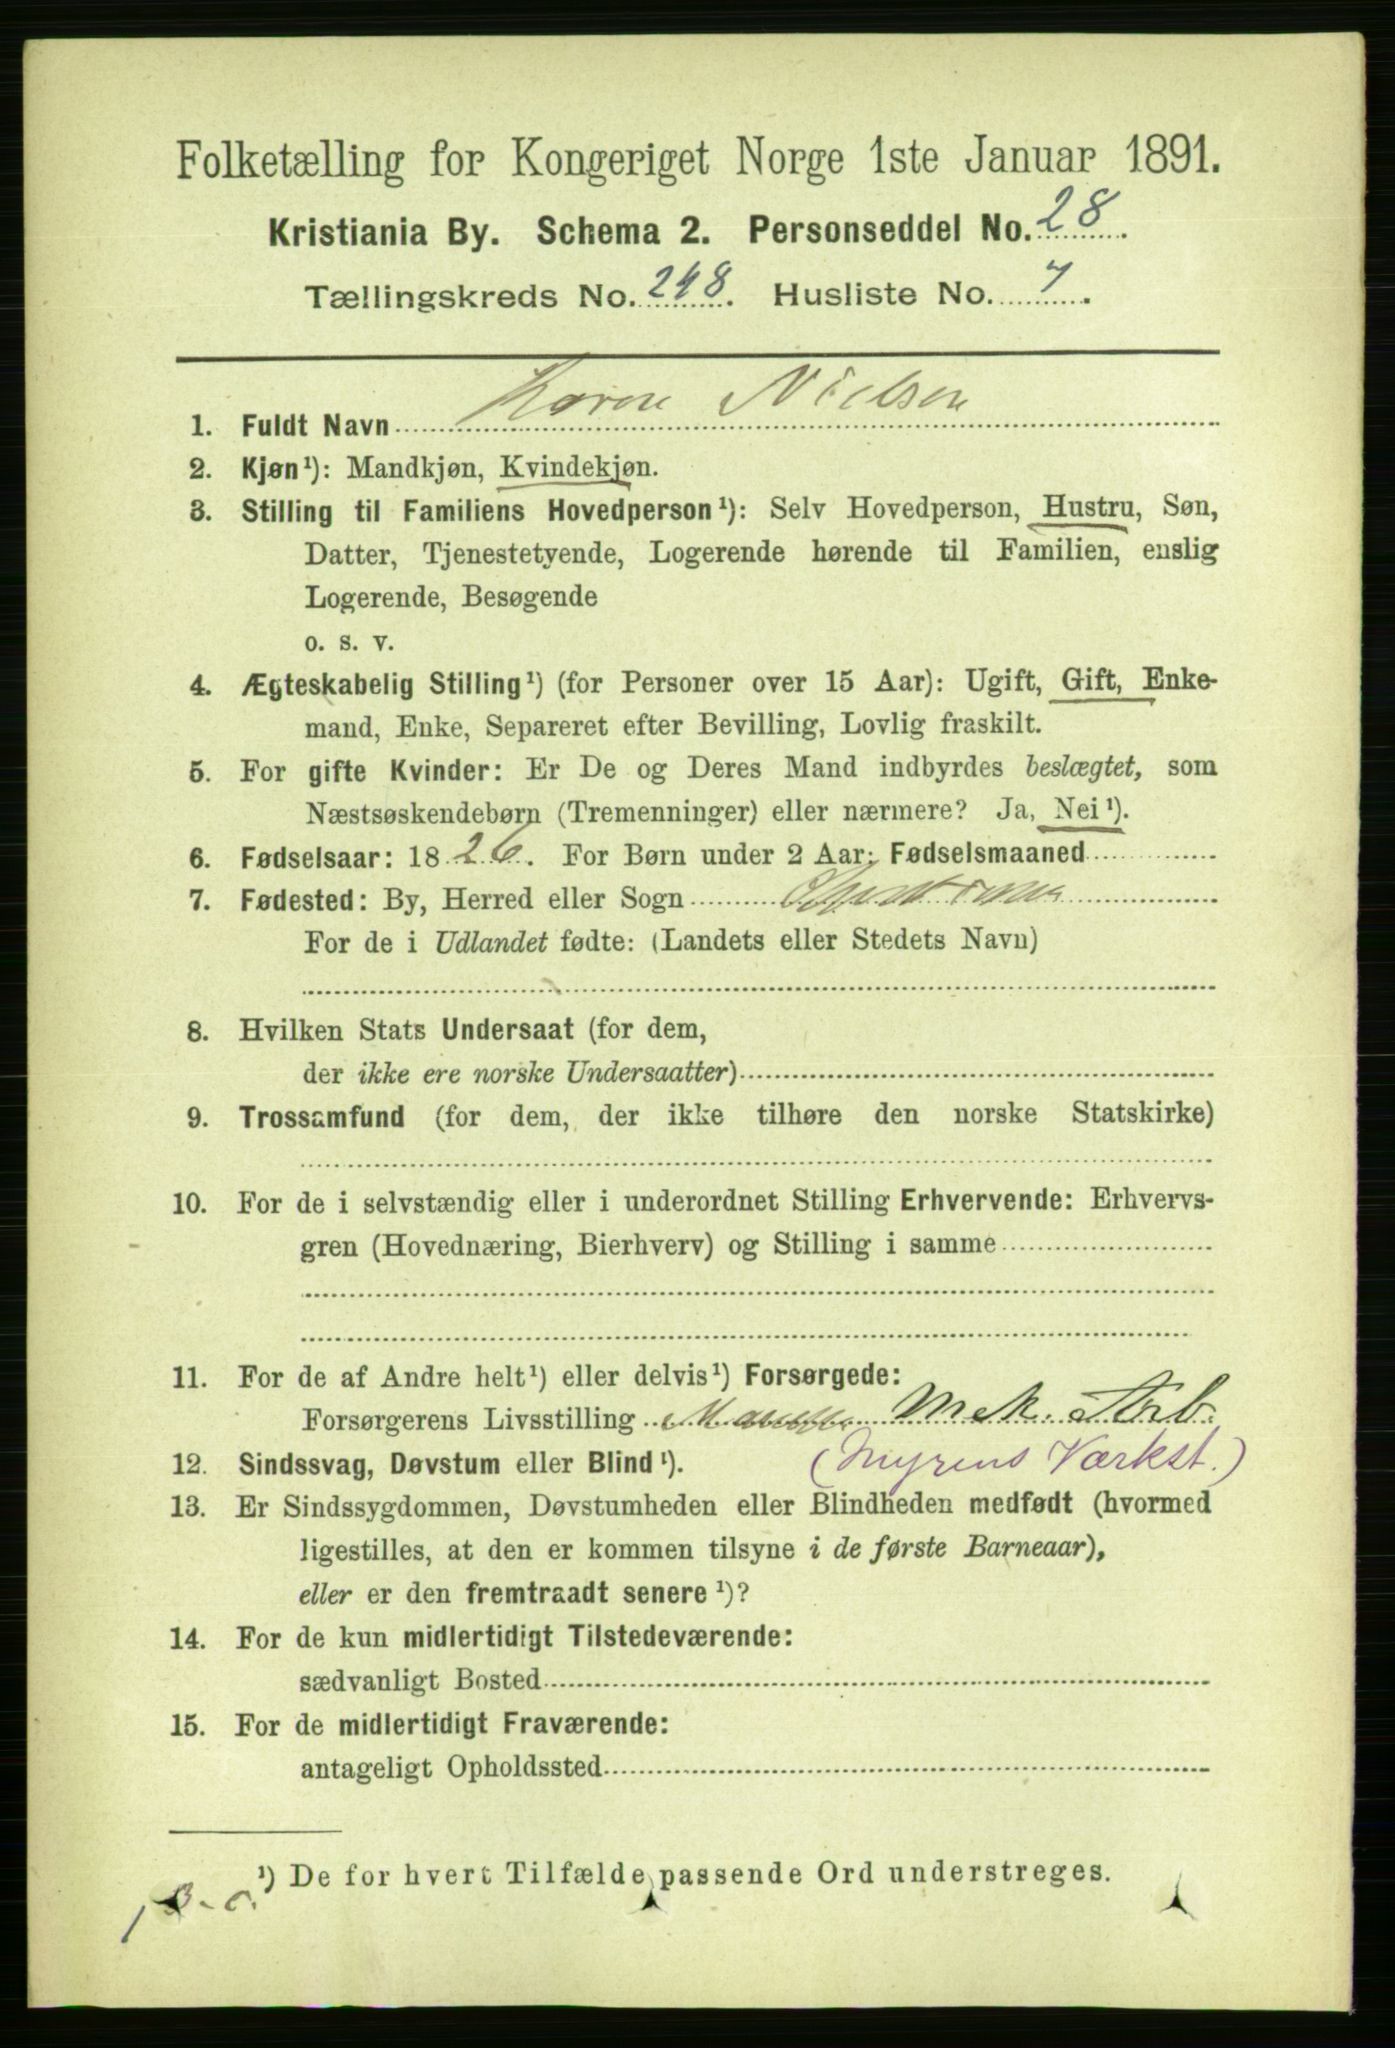 Folketælling for Kongeriget Norge 1ste Januar 1891.
Kristiania By. Schema 2. Personseddel No. 28.
Tællingskreds No. 248. Husliste No. 7.
1. Fuldt Navn Karen Nielsen
2. Kjøn¹): Mandkjøn, Kvindekjøn.
3. Stilling til Familiens Hovedperson¹): Selv Hovedperson, Hustru, Søn,
Datter, Tjenestetyende, Logerende hørende til Familien, enslig
Logerende, Besøgende
o. s. v.
4. Ægteskabelig Stilling¹) (for Personer over 15 Aar): Ugift, Gift, Enke-
mand, Enke, Separeret efter Bevilling, Lovlig fraskilt.
5. For gifte Kvinder: Er De og Deres Mand indbyrdes beslægtet, som
Næstsøskendebørn (Tremenninger) eller nærmere? Ja, Nei¹).
6. Fødselsaar: 1826. For Børn under 2 Aar: Fødselsmaaned
7. Fødested: By, Herred eller Sogn
For de i Udlandet fødte: (Landets eller Stedets Navn)
8. Hvilken Stats Undersaat (for dem,
der ikke ere norske Undersaatter)
9. Trossamfund (for dem, der ikke tilhøre den norske Statskirke)
10. For de i selvstændig eller i underordnet Stilling Erhvervende: Erhvervs-
gren (Hovednæring, Bierhverv) og Stilling i samme
11. For de af Andre helt¹) eller delvis¹) Forsørgede:
Forsørgerens Livsstilling Mek. Arb.
12. Sindssvag, Døvstum eller Blind¹). (Myrens Værkst.)
13. Er Sindssygdommen, Døvstumheden eller Blindheden medfødt (hvormed
ligestilles, at den er kommen tilsyne i de første Barneaar),
eller er den fremtraadt senere¹)?
14. For de kun midlertidigt Tilstedeværende:
sædvanligt Bosted
15. For de midlertidigt Fraværende:
antageligt Opholdssted
¹) De for hvert Tilfælde passende Ord understreges.